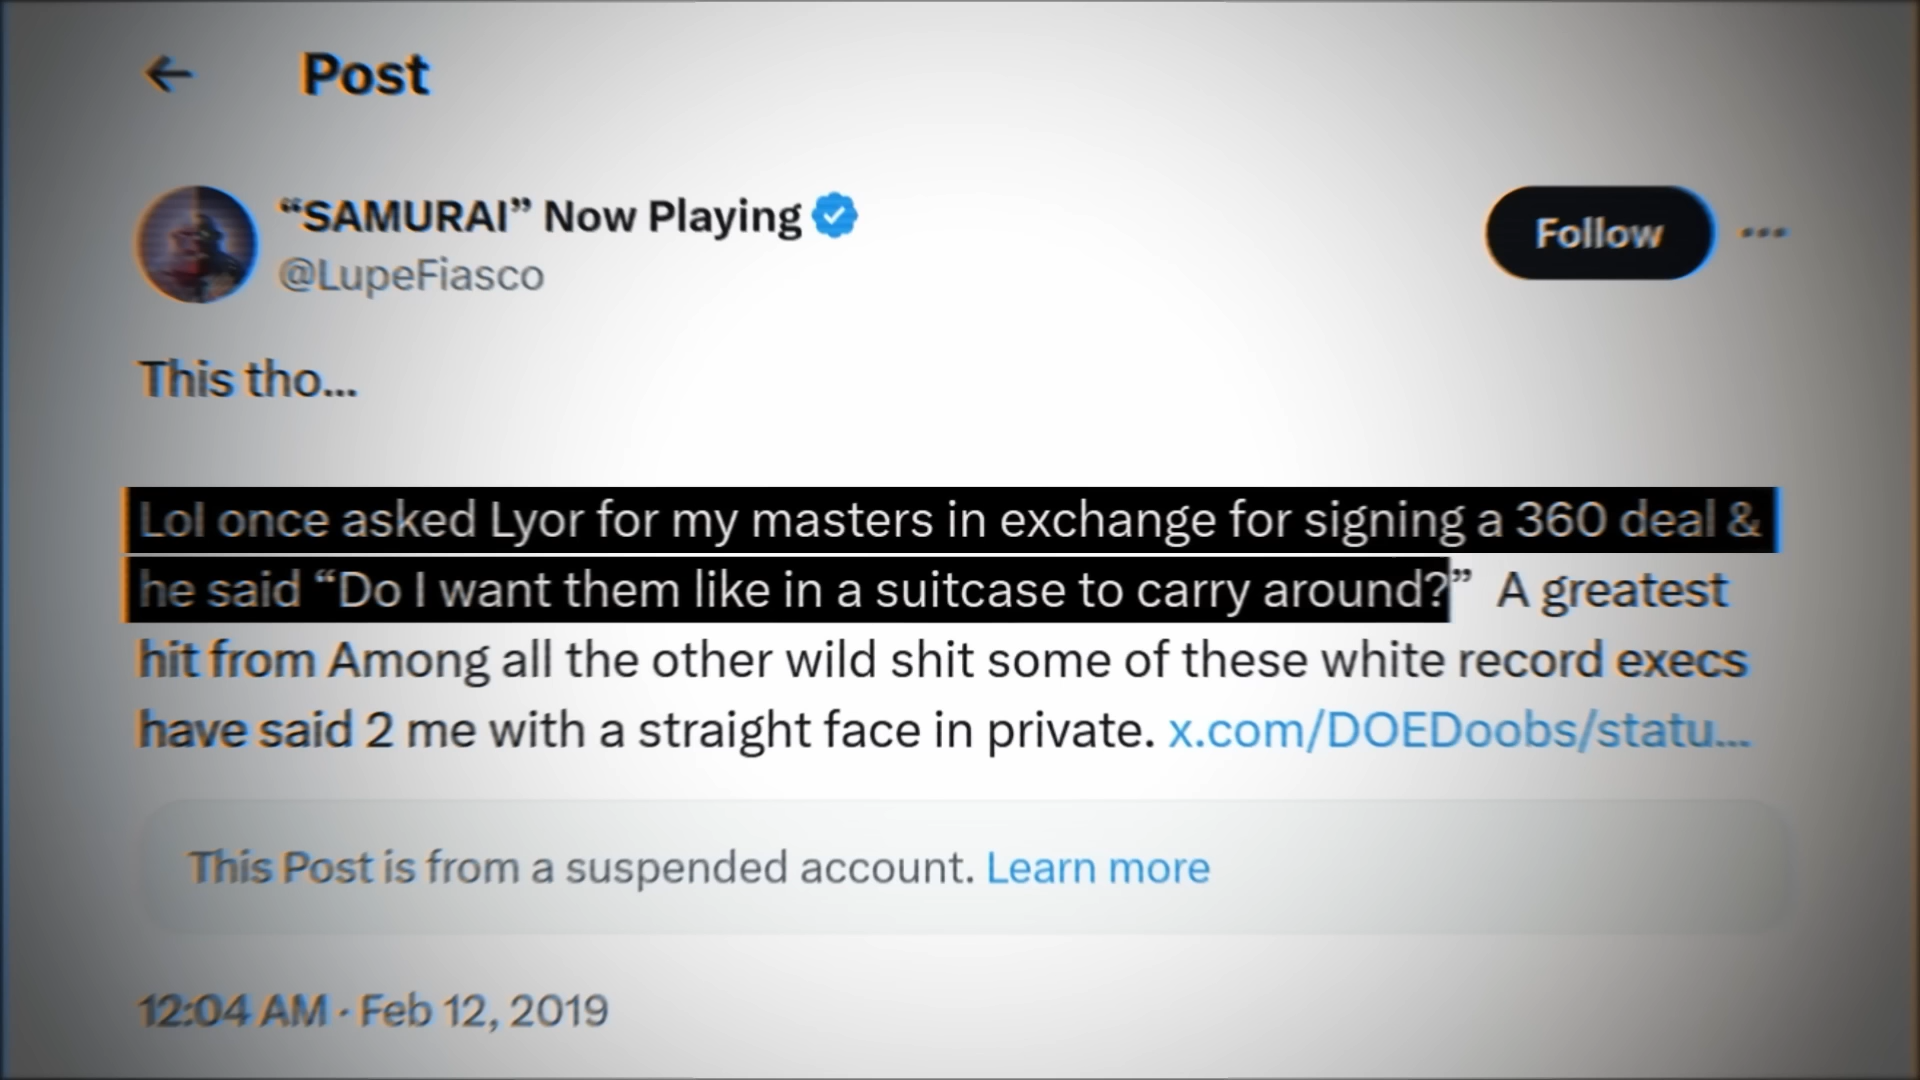 Post
“SAMURAI” Now Playing
@LupeFiasco
Follow
This tho...
Lol once asked Lyor for my masters in exchange for signing a 360 deal &
he said “Do I want them like in a suitcase to carry around?”  A greatest
hit from Among all the other wild shit some of these white record execs
have said 2 me with a straight face in private. x.com/DOEDoobs/statu...
This Post is from a suspended account. Learn more
12:04 AM · Feb 12, 2019